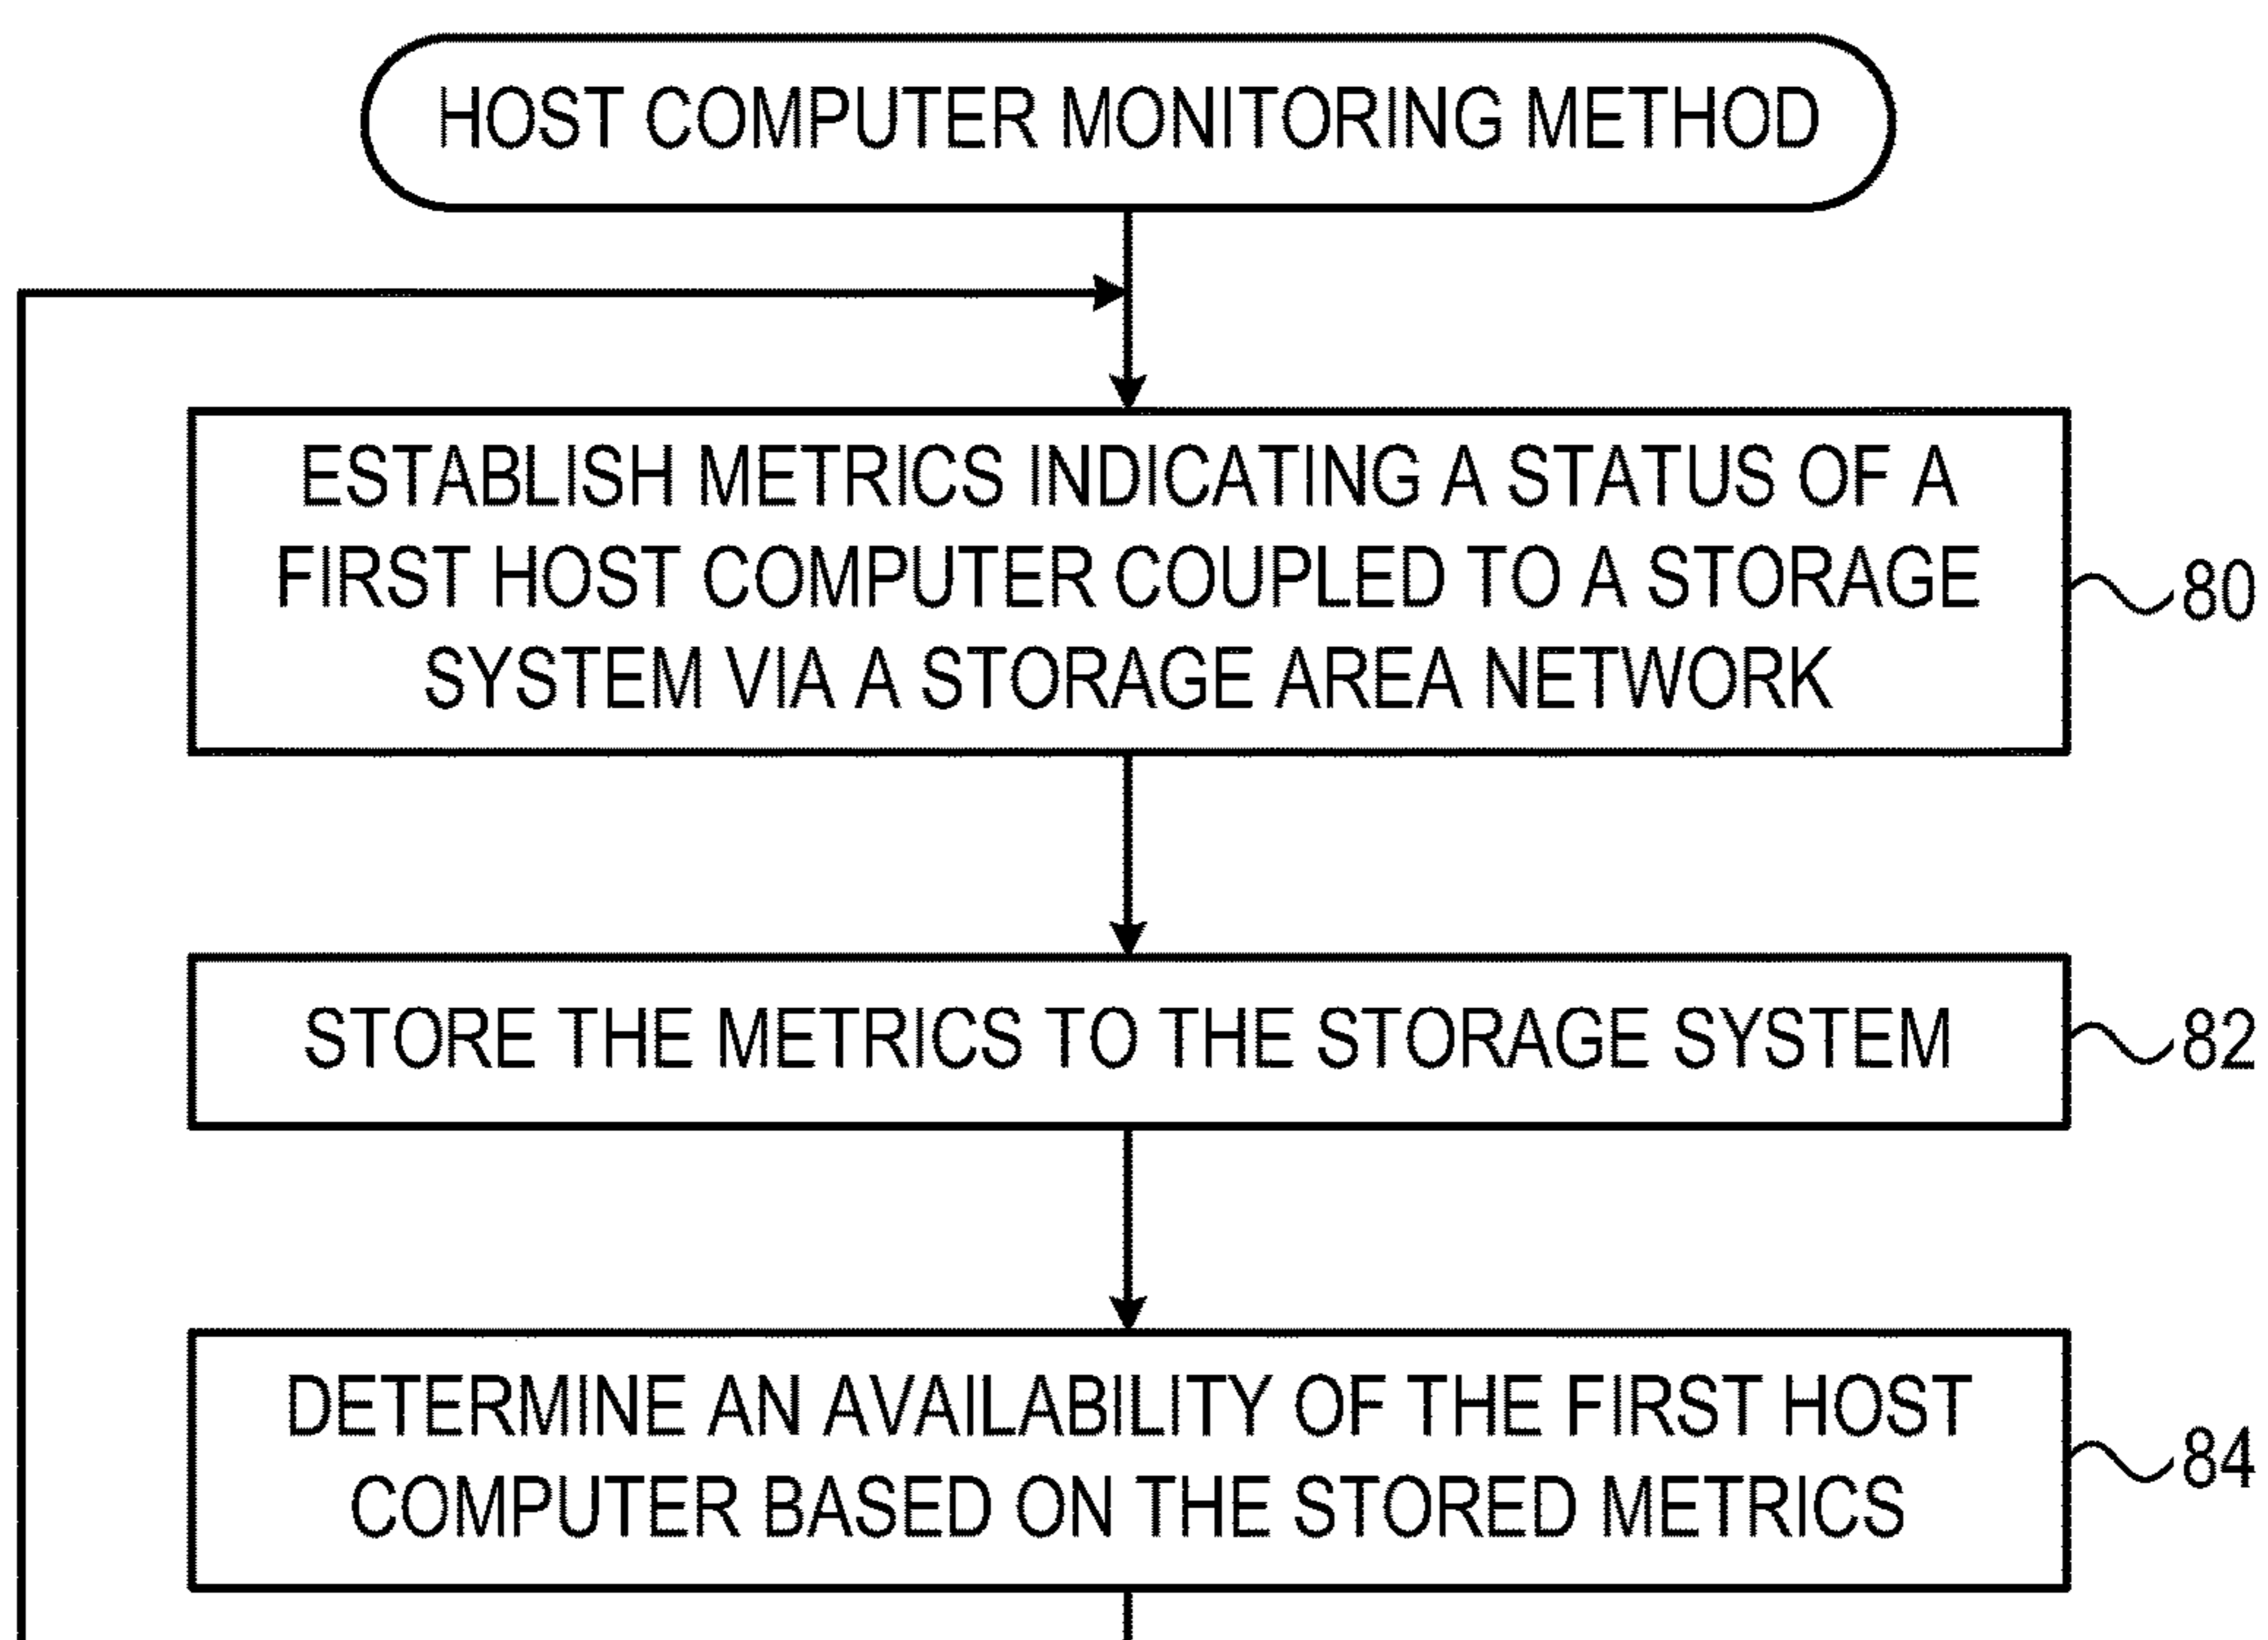 HOST COMPUTER MONITORING METHOD
ESTABLISH METRICS INDICATING A STATUS OF A
FIRST HOST COMPUTER COUPLED TO A STORAGE
SYSTEM VIA A STORAGE AREA NETWORK
80
STORE THE METRICS TO THE STORAGE SYSTEM
82
DETERMINE AN AVAILABILITY OF THE FIRST HOST
COMPUTER BASED ON THE STORED METRICS
84